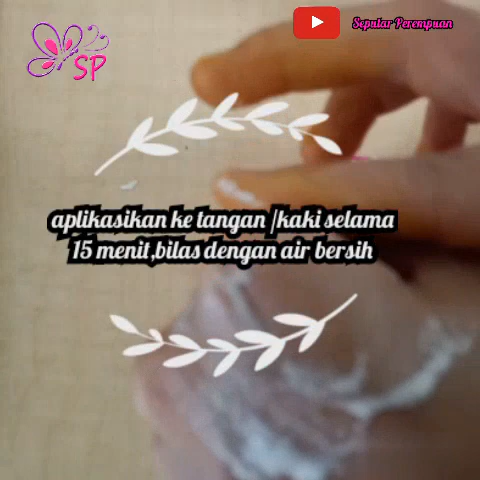 SP
Seputar Perempuan
aplikasikan ke tangan /kaki selama
15 menit,bilas dengan air bersih